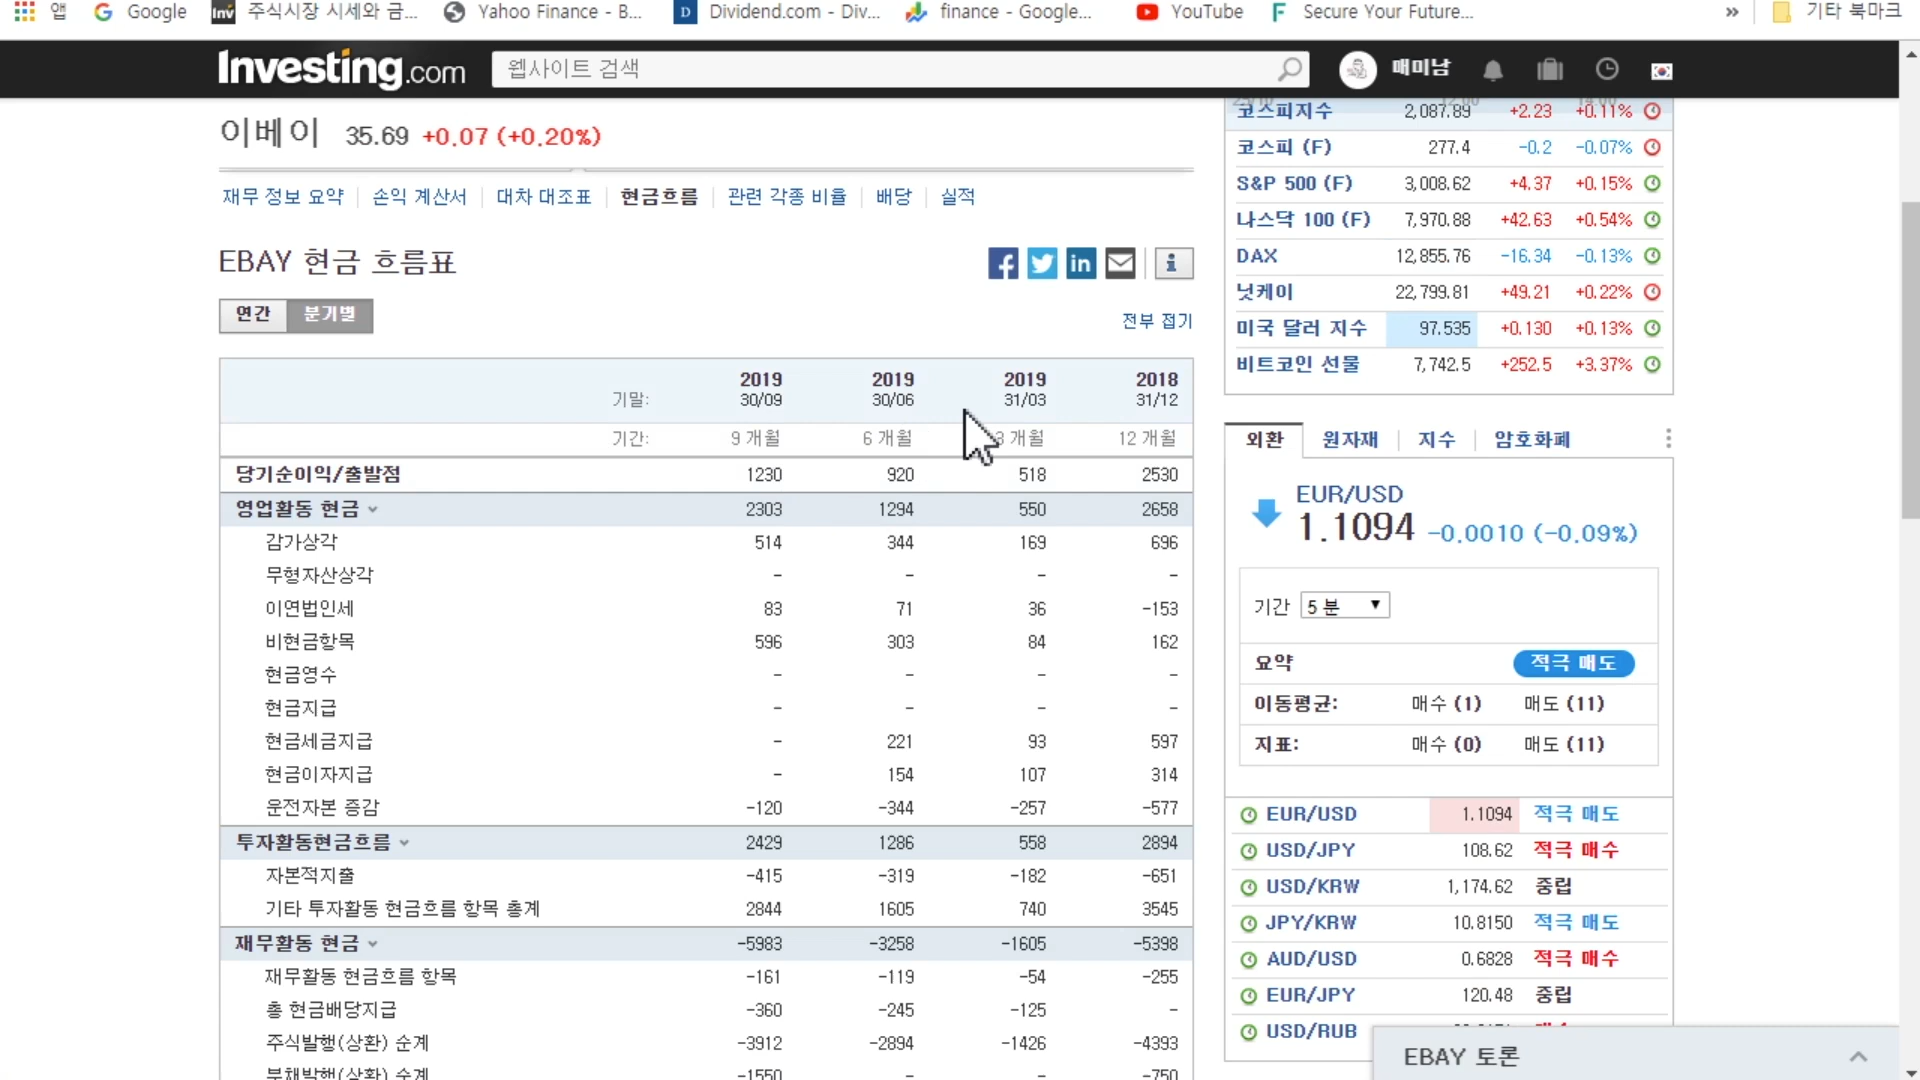 앱 Google 주식시장 시세와 금... Yahoo Finance - B... Dividend.com - Div... finance - Google... YouTube Secure Your Future... » 기타 북마크
Investing.com 웹사이트 검색 매미남
이베이 35.69 +0.07 (+0.20%)
재무 정보 요약 손익 계산서 대차 대조표 현금흐름 관련 각종 비율 배당 실적
EBAY 현금 흐름표
연간 분기별
전부 접기
2019 2019 2019 2018
기말: 30/09 30/06 31/03 31/12
기간: 9 개월 6 개월 3 개월 12 개월
당기순이익/출발점 1230 920 518 2530
영업활동 현금 2303 1294 550 2658
감가상각 514 344 169 696
무형자산상각 - - - -
이연법인세 83 71 36 -153
비현금항목 596 303 84 162
현금영수 - - - -
현금지급 - - - -
현금세금지급 - 221 93 597
현금이자지급 - 154 107 314
운전자본 증감 -120 -344 -257 -577
투자활동현금흐름 2429 1286 558 2894
자본적지출 -415 -319 -182 -651
기타 투자활동 현금흐름 항목 총계 2844 1605 740 3545
재무활동 현금 -5983 -3258 -1605 -5398
재무활동 현금흐름 항목 -161 -119 -54 -255
총 현금배당지급 -360 -245 -125 -
주식발행(상환) 순계 -3912 -2894 -1426 -4393
부채발행(상환) 순계 -1550 - - -750
코스피지수 2,087.89 +2.23 +0.11%
코스피 (F) 277.4 -0.2 -0.07%
S&P 500 (F) 3,008.62 +4.37 +0.15%
나스닥 100 (F) 7,970.88 +42.63 +0.54%
DAX 12,855.76 -16.34 -0.13%
닛케이 22,799.81 +49.21 +0.22%
미국 달러 지수 97.535 +0.130 +0.13%
비트코인 선물 7,742.5 +252.5 +3.37%
외환 원자재 지수 암호화폐
EUR/USD
1.1094 -0.0010 (-0.09%)
기간 5 분
요약 적극 매도
이동평균: 매수 (1) 매도 (11)
지표: 매수 (0) 매도 (11)
EUR/USD 1.1094 적극 매도
USD/JPY 108.62 적극 매수
USD/KRW 1,174.62 중립
JPY/KRW 10.8150 적극 매도
AUD/USD 0.6828 적극 매수
EUR/JPY 120.48 중립
USD/RUB
EBAY 토론